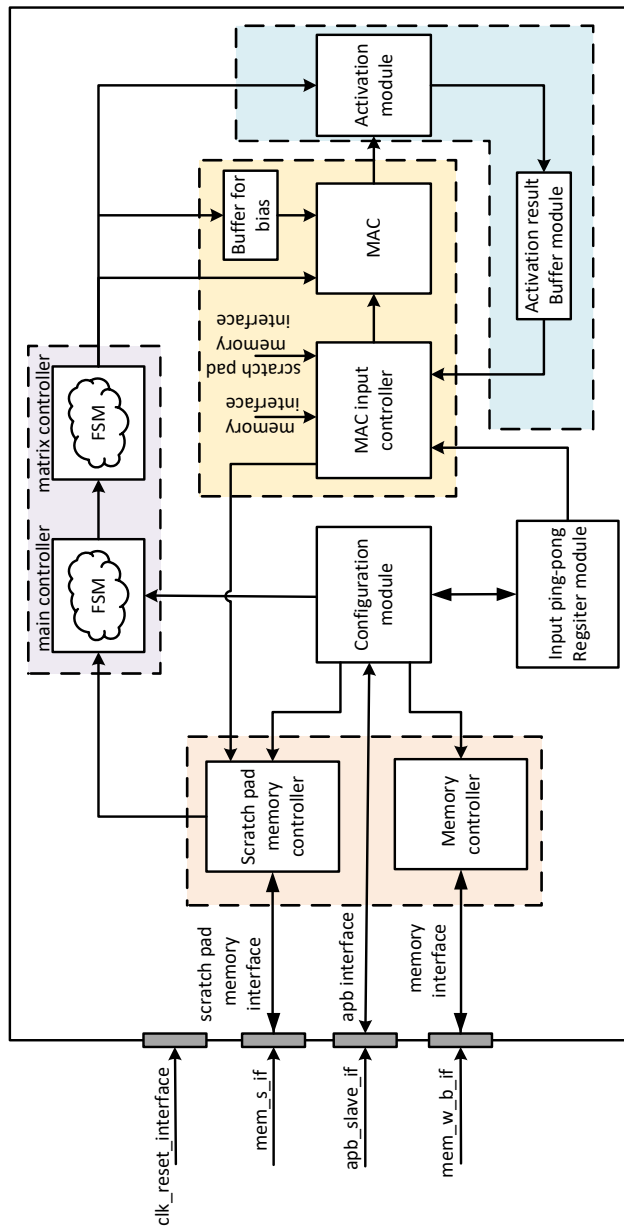 clk_reset_interface
mem_s_if
apb_slave_if
mem_w_b_if
scratch pad
memory
interface
apb interface
memory
interface
Scratch pad
memory
controller
Memory
controller
main controller
FSM
matrix controller
FSM
Configuration
module
Input ping-pong
Regsiter module
memory
interface
scratch pad
memory
interface
MAC input
controller
Buffer for
bias
MAC
Activation
module
Activation result
Buffer module